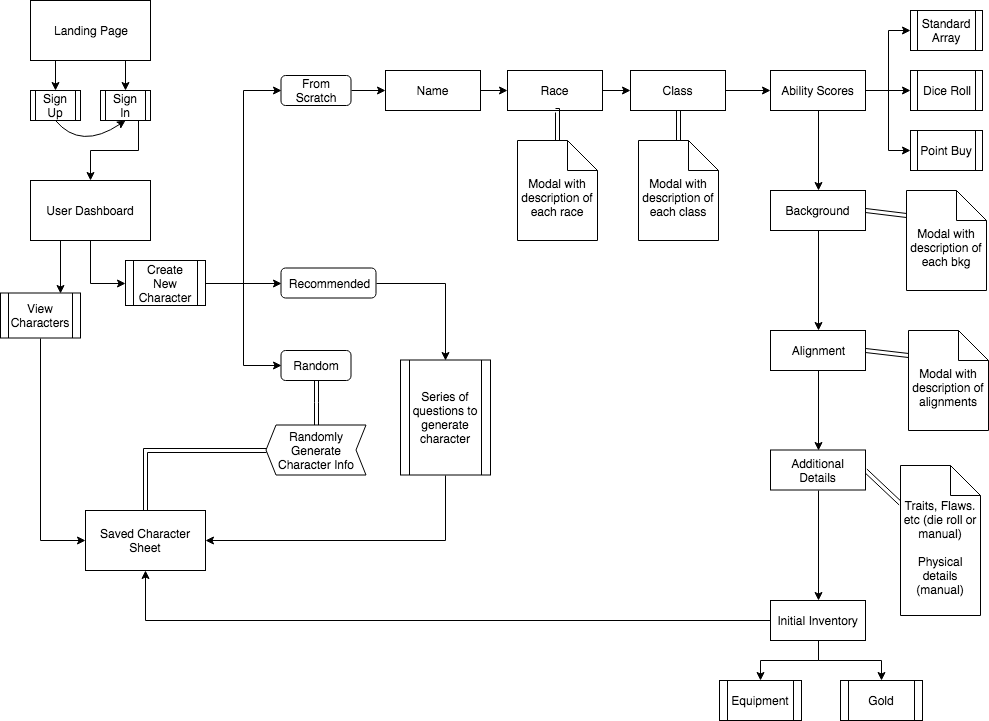 Landing Page
Sign
Up
Sign
In
User Dashboard
View
Characters
Create
New
Character
From
Scratch
Name
Race
Class
Ability Scores
Standard
Array
Dice Roll
Point Buy
Modal with
description of
each race
Modal with
description of
each class
Background
Modal with
description of
each bkg
Recommended
Random
Randomly
Generate
Character Info
Series of
questions to
generate
character
Alignment
Modal with
description of
alignments
Additional
Details
Traits, Flaws.
etc (die roll or
manual)
Physical
details
(manual)
Saved Character
Sheet
Initial Inventory
Equipment
Gold